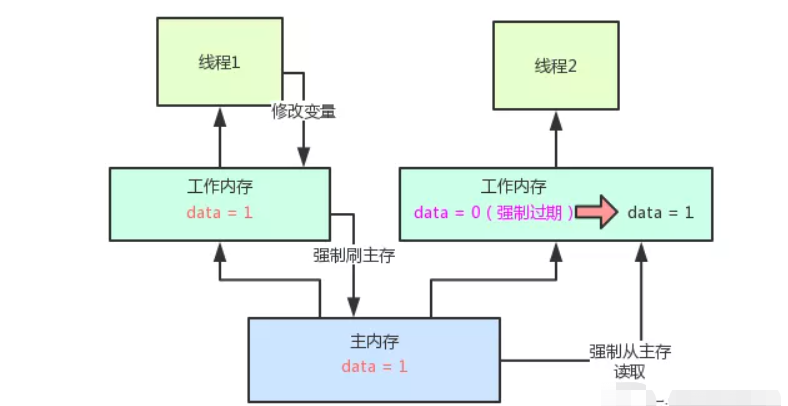 线程1
线程2
修改变量
工作内存
data = 1
工作内存
data = 0（强制过期）
data = 1
强制刷主存
主内存
data = 1
强制从主存
读取